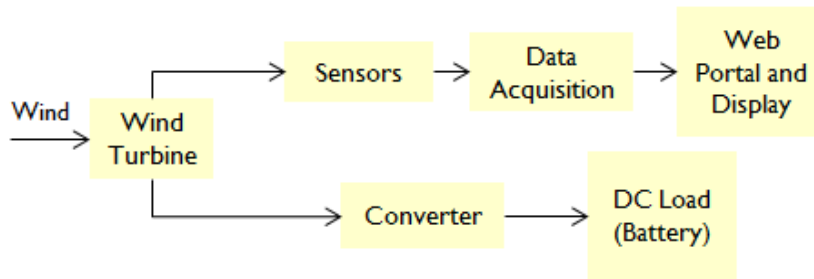 Wind
Wind
Turbine
Sensors
Data
Acquisition
Web
Portal and
Display
Converter
DC Load
(Battery)